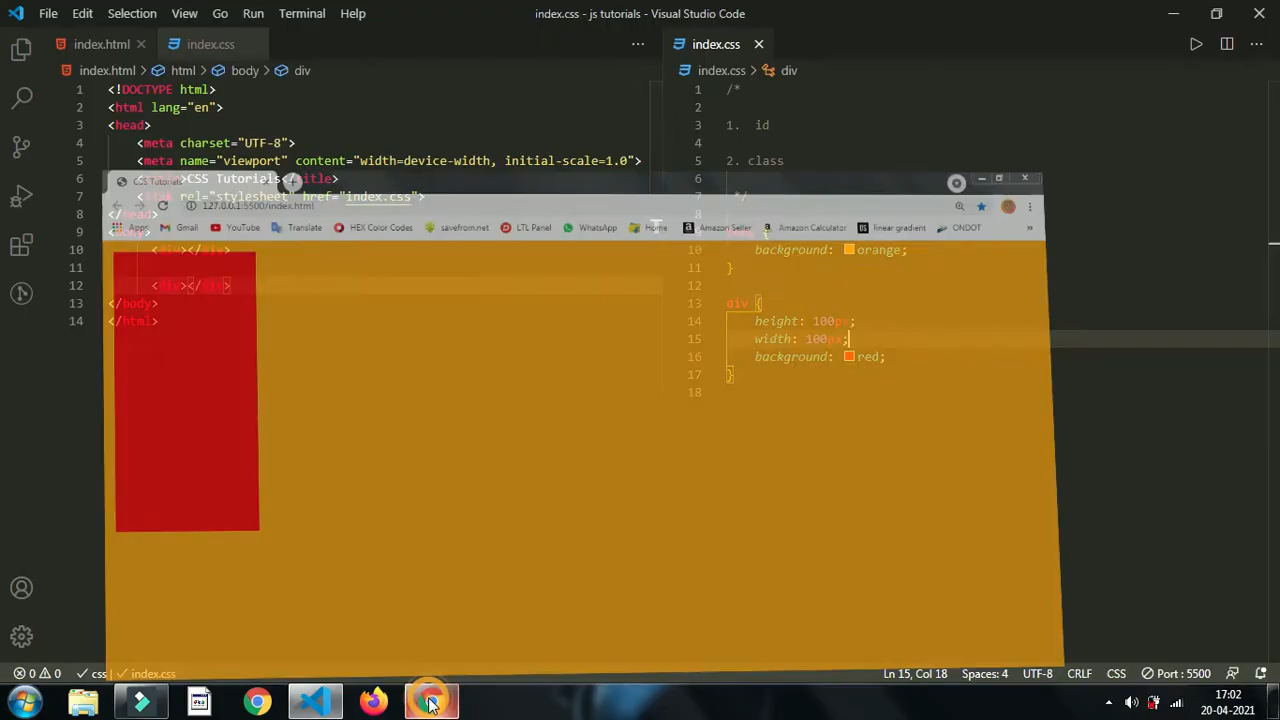 File Edit Selection View Go Run Terminal Help
index.css - js tutorials - Visual Studio Code
index.html
index.css
index.html > html > body > div
1 <!DOCTYPE html>
2 <html lang="en">
3 <head>
4 <meta charset="UTF-8">
5 <meta name="viewport" content="width=device-width, initial-scale=1.0">
6 CSS Tutorials</title>
7 <link rel="stylesheet" href="index.css">
8 </head>
9
10 <div></div>
11
12 <div></div>
13 </body>
14 </html>
index.css
index.css > div
1 /*
2
3 1. id
4
5 2. class
6
7 */
8
10 background: orange;
11 }
12
13 div {
14 height: 100px;
15 width: 100px;
16 background: red;
17 }
18
CSS Tutorials
127.0.0.1:5500/index.html
Apps Gmail YouTube Translate HEX Color Codes savefrom.net LTL Panel WhatsApp Home Amazon Seller Amazon Calculator linear gradient ONDOT
0 0 css index.css
Ln 15, Col 18 Spaces: 4 UTF-8 CRLF CSS Port : 5500
17:02
20-04-2021